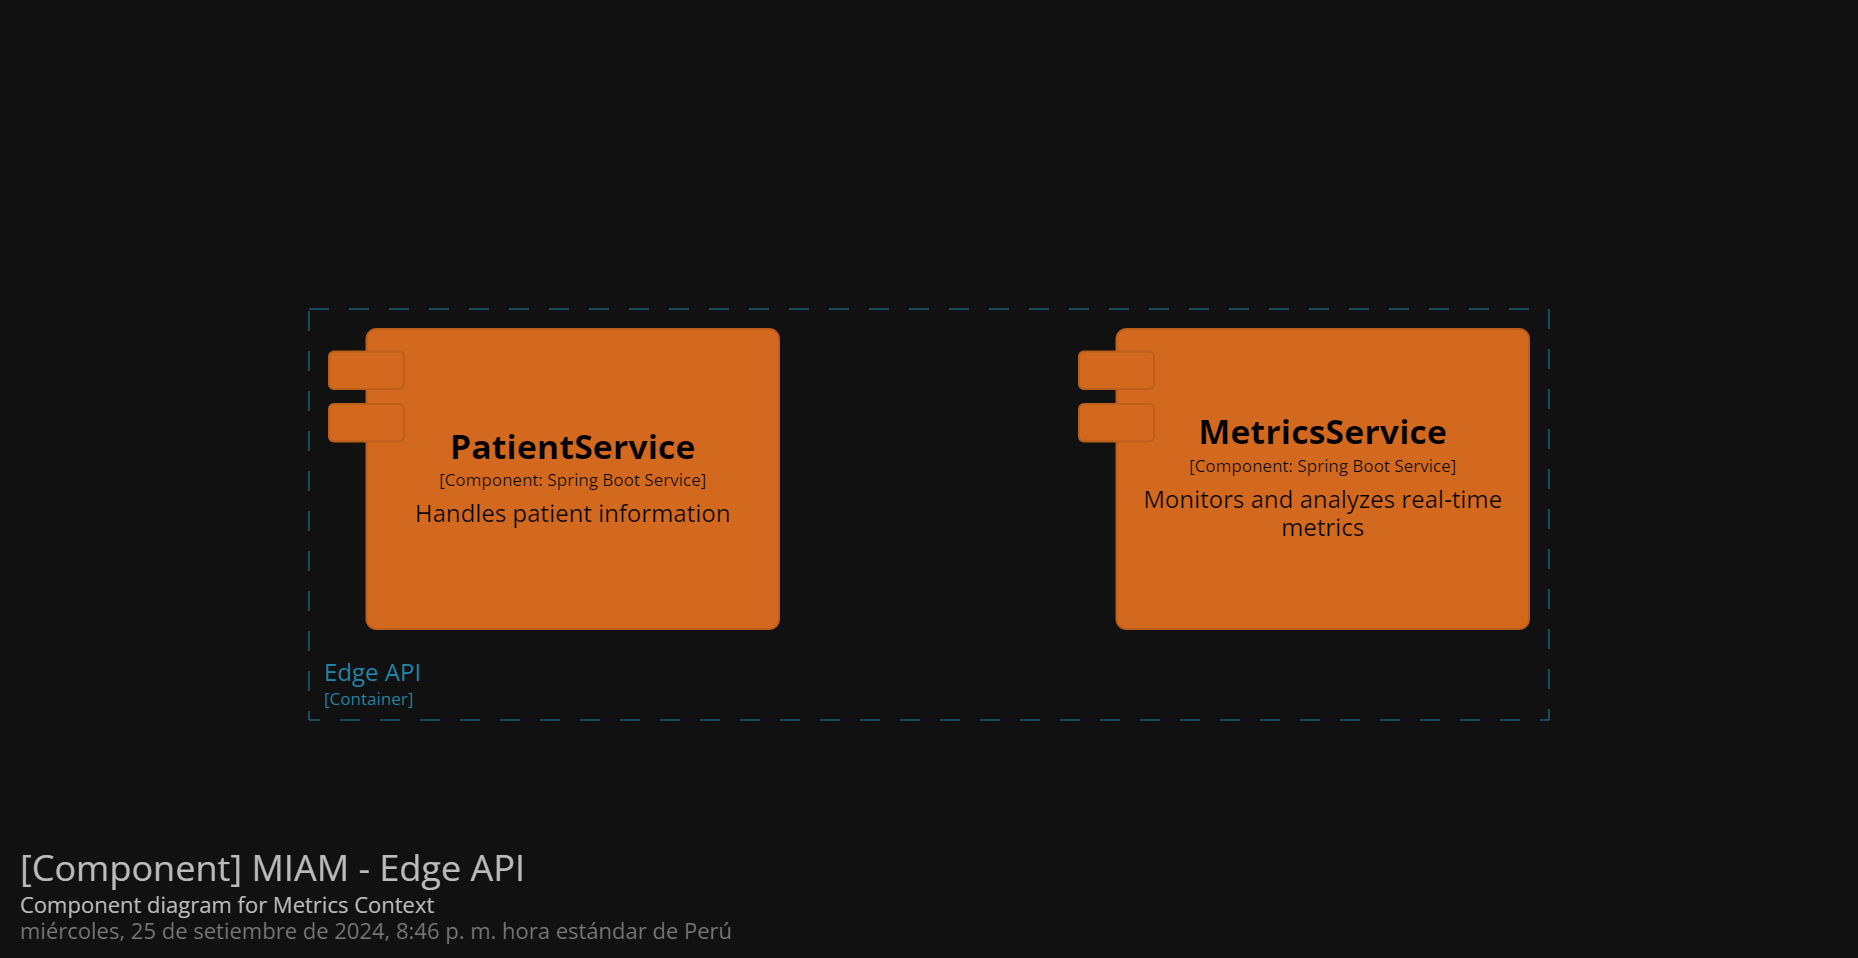 PatientService
[Component: Spring Boot Service]
Handles patient information
MetricsService
[Component: Spring Boot Service]
Monitors and analyzes real-time
metrics
Edge API
[Container]
[Component] MIAM - Edge API
Component diagram for Metrics Context
miércoles, 25 de setiembre de 2024, 8:46 p. m. hora estándar de Perú